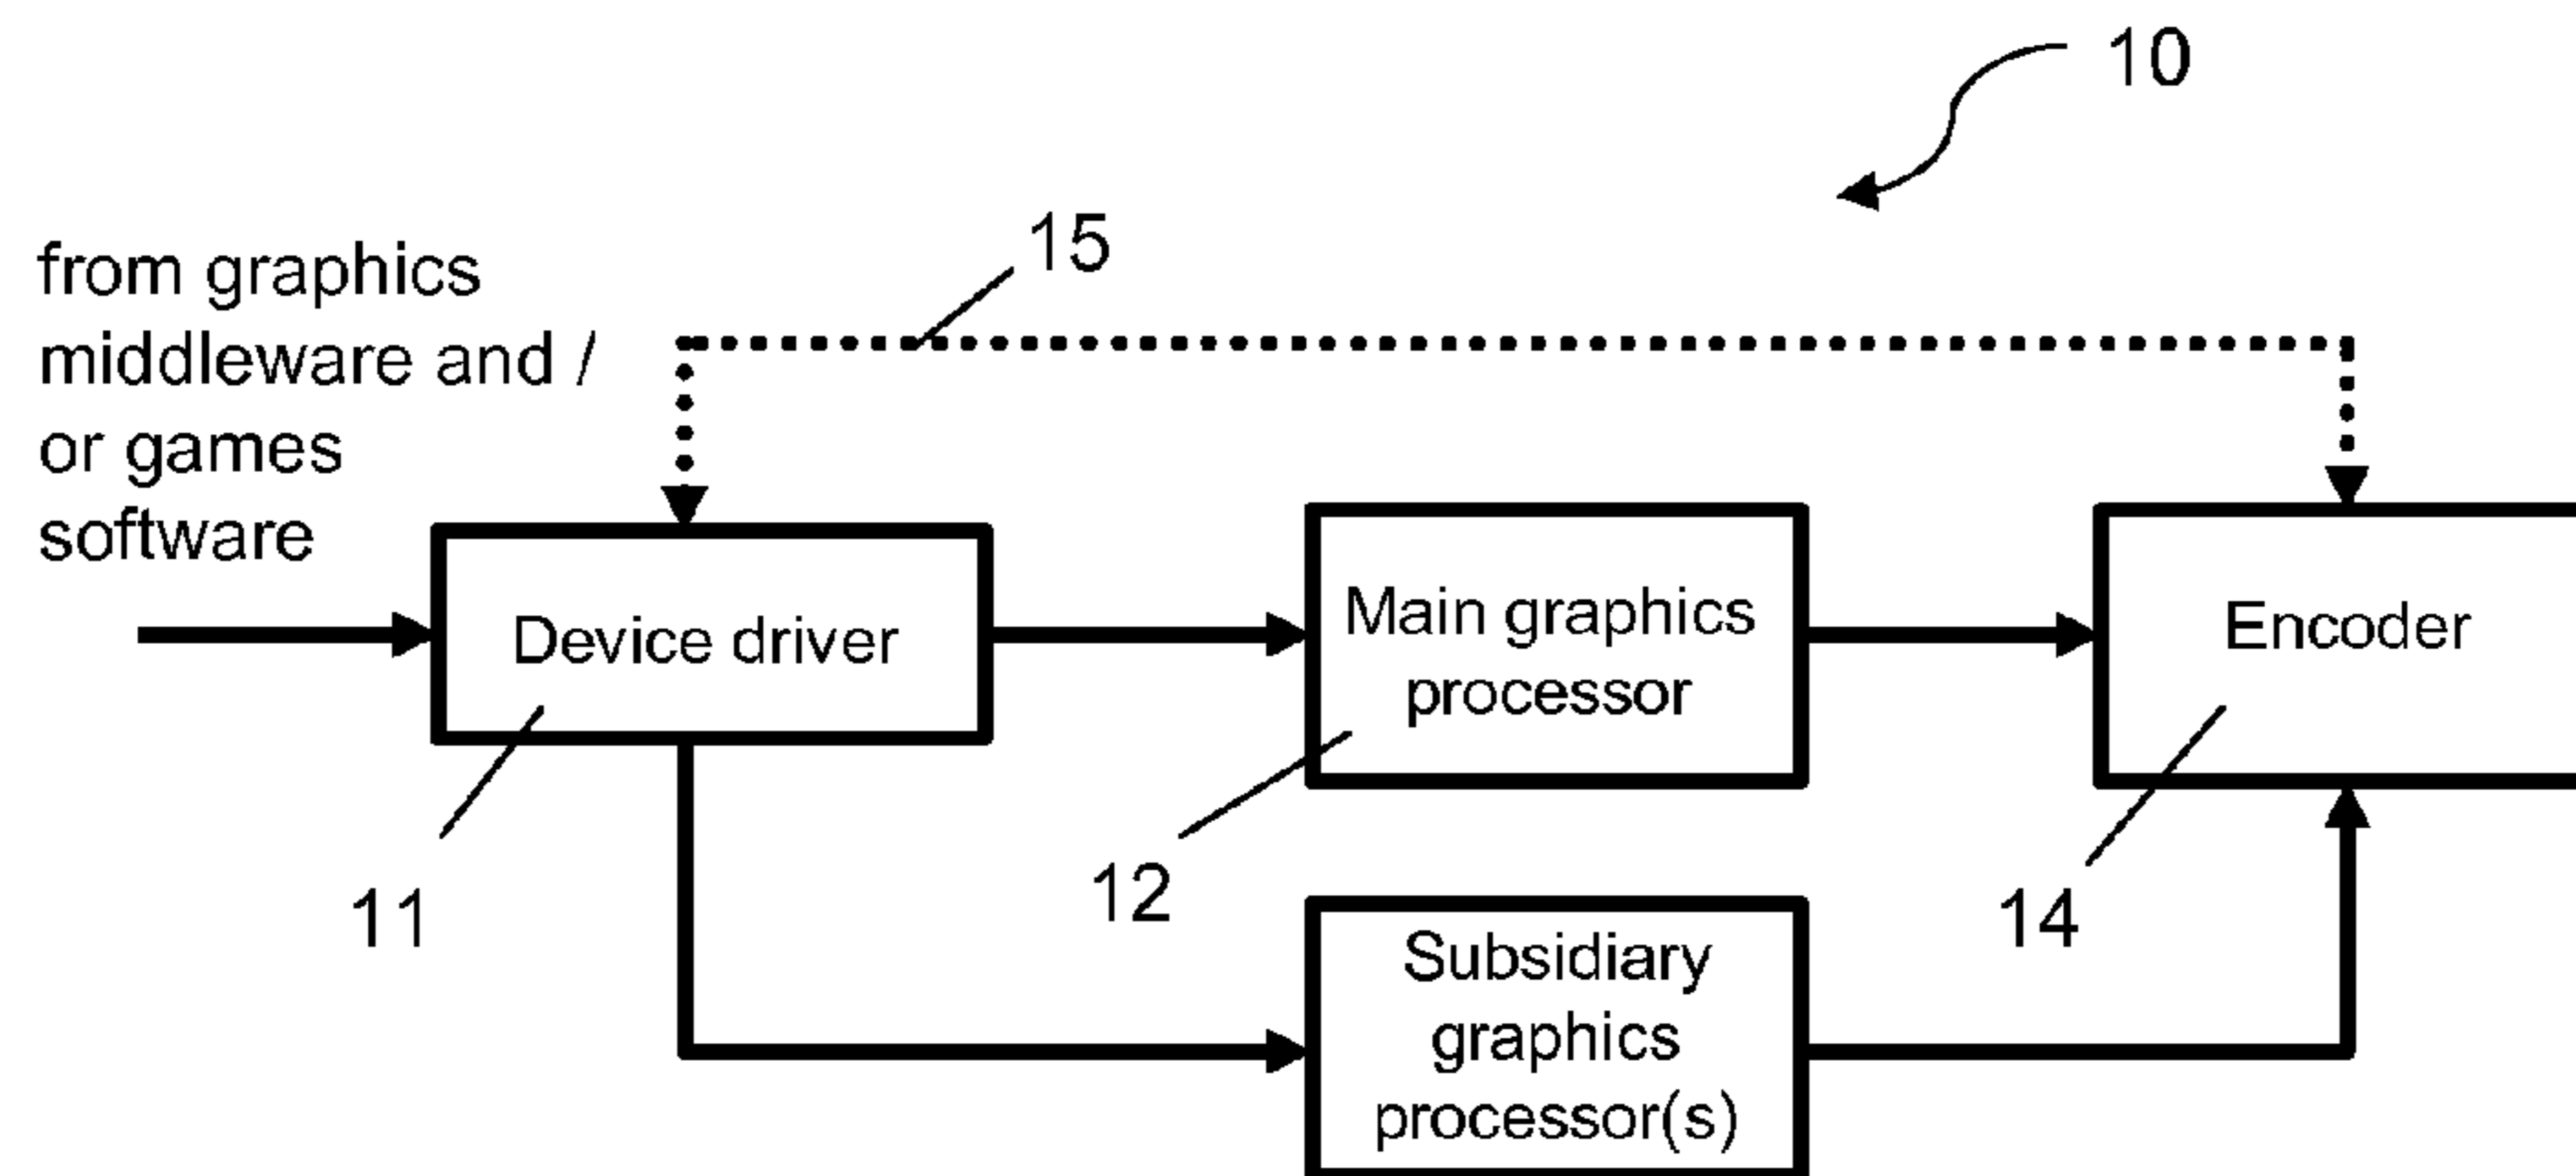 10
15
from graphics
middleware and /
or games
software
Device driver
Main graphics
processor
Encoder
11
12
14
Subsidiary
graphics
processor(s)